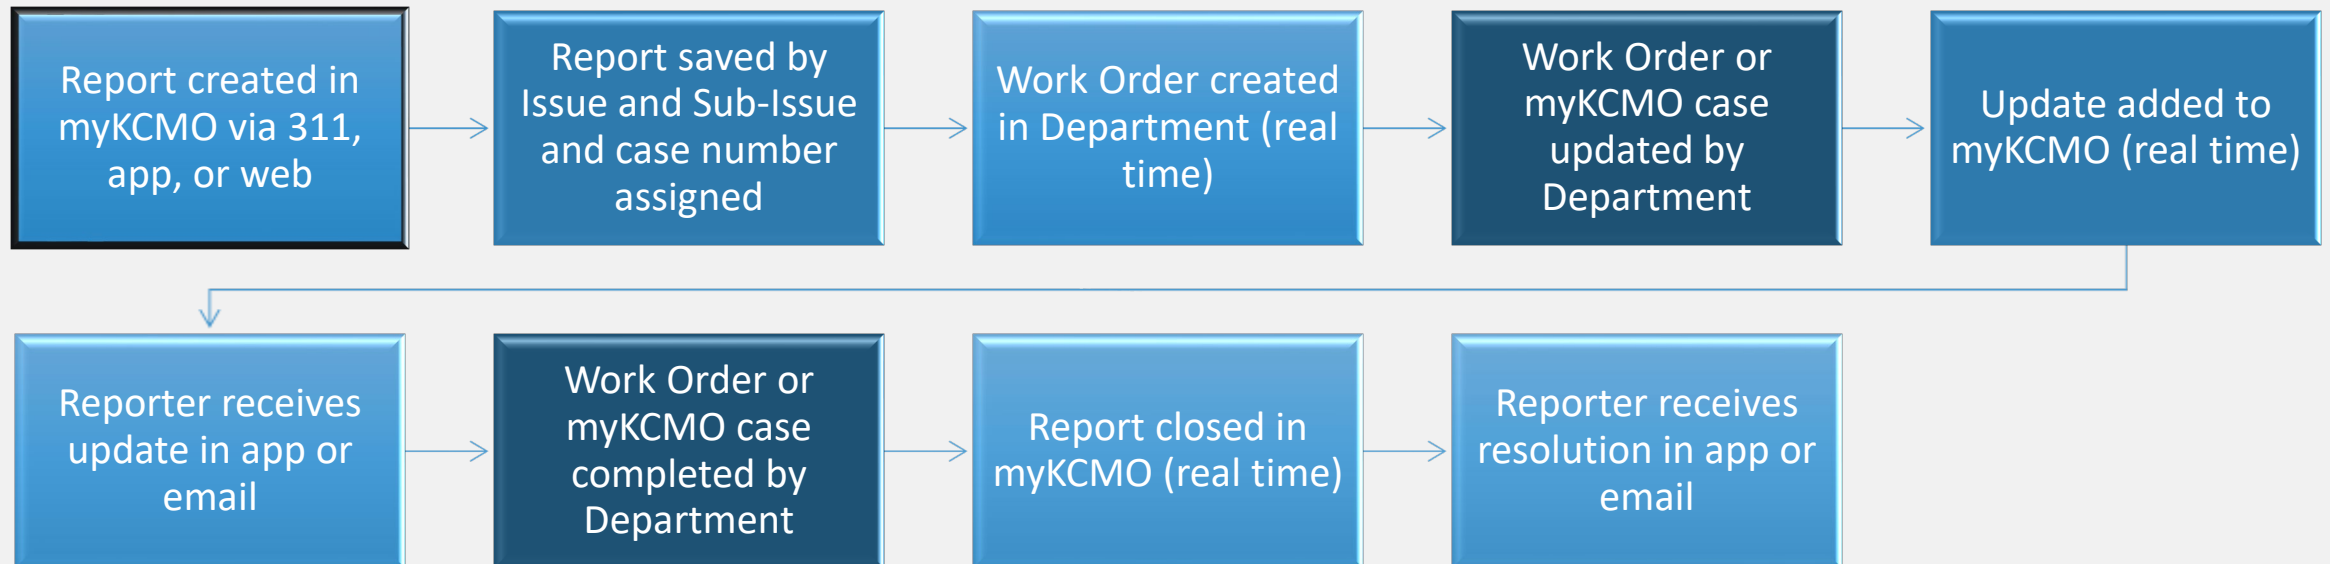 Report created in
myKCMO via 311,
app, or web
Report saved by
Issue and Sub-Issue
and case number
assigned
Work Order created
in Department (real
time)
Work Order or
myKCMO case
updated by
Department
Update added to
myKCMO (real time)
Reporter receives
update in app or
email
Work Order or
myKCMO case
completed by
Department
Report closed in
myKCMO (real time)
Reporter receives
resolution in app or
email